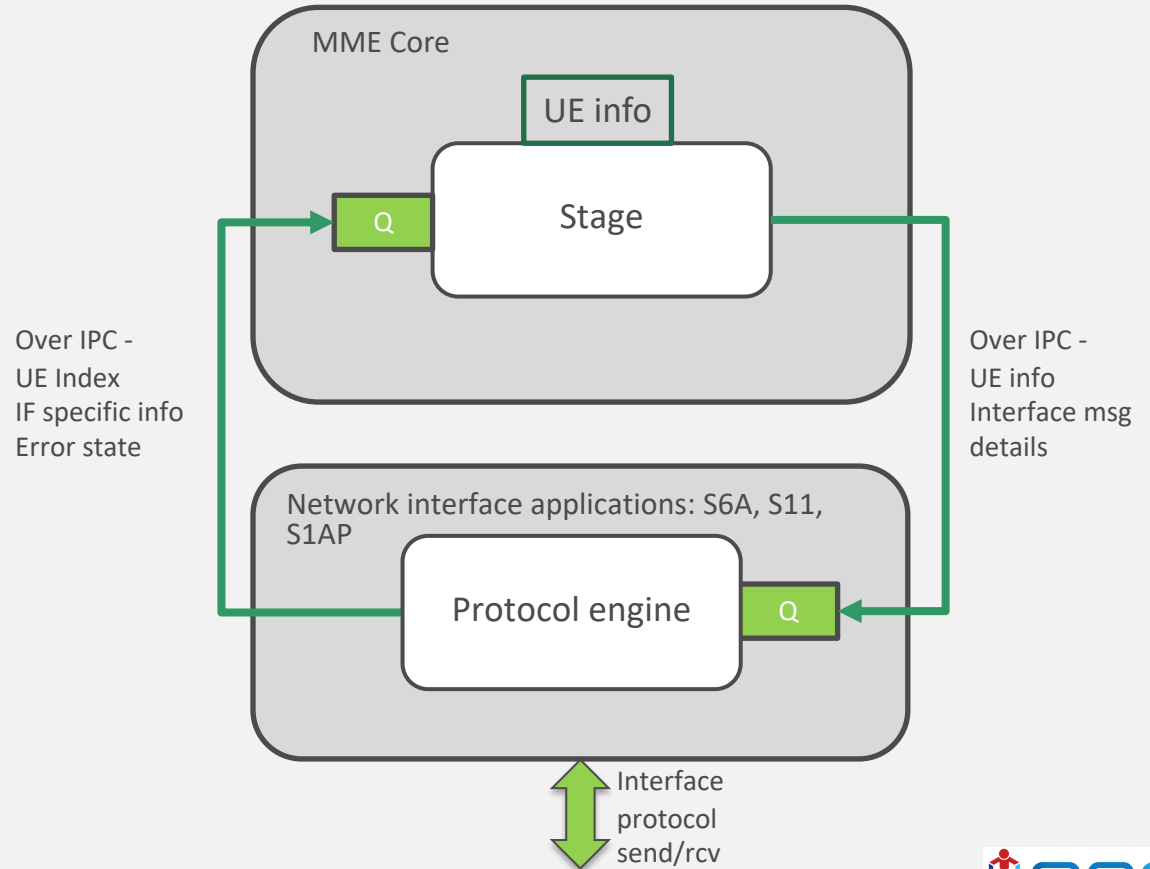 MME Core
UE info
Q
Stage
Over IPC -
UE Index
IF specific info
Error state
Over IPC -
UE info
Interface msg
details
Network interface applications: S6A, S11,
S1AP
Protocol engine
Q
Interface
protocol
send/rcv